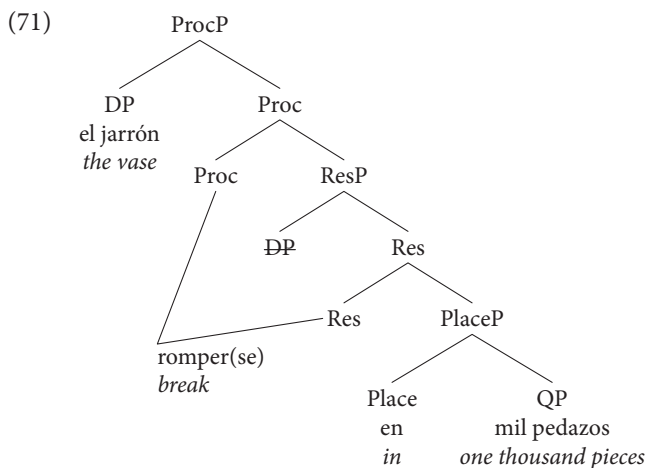 (71) ProcP
DP Proc
el jarrón
the vase
Proc ResP
DP Res
Res PlaceP
romper(se)
break
Place QP
en mil pedazos
in one thousand pieces